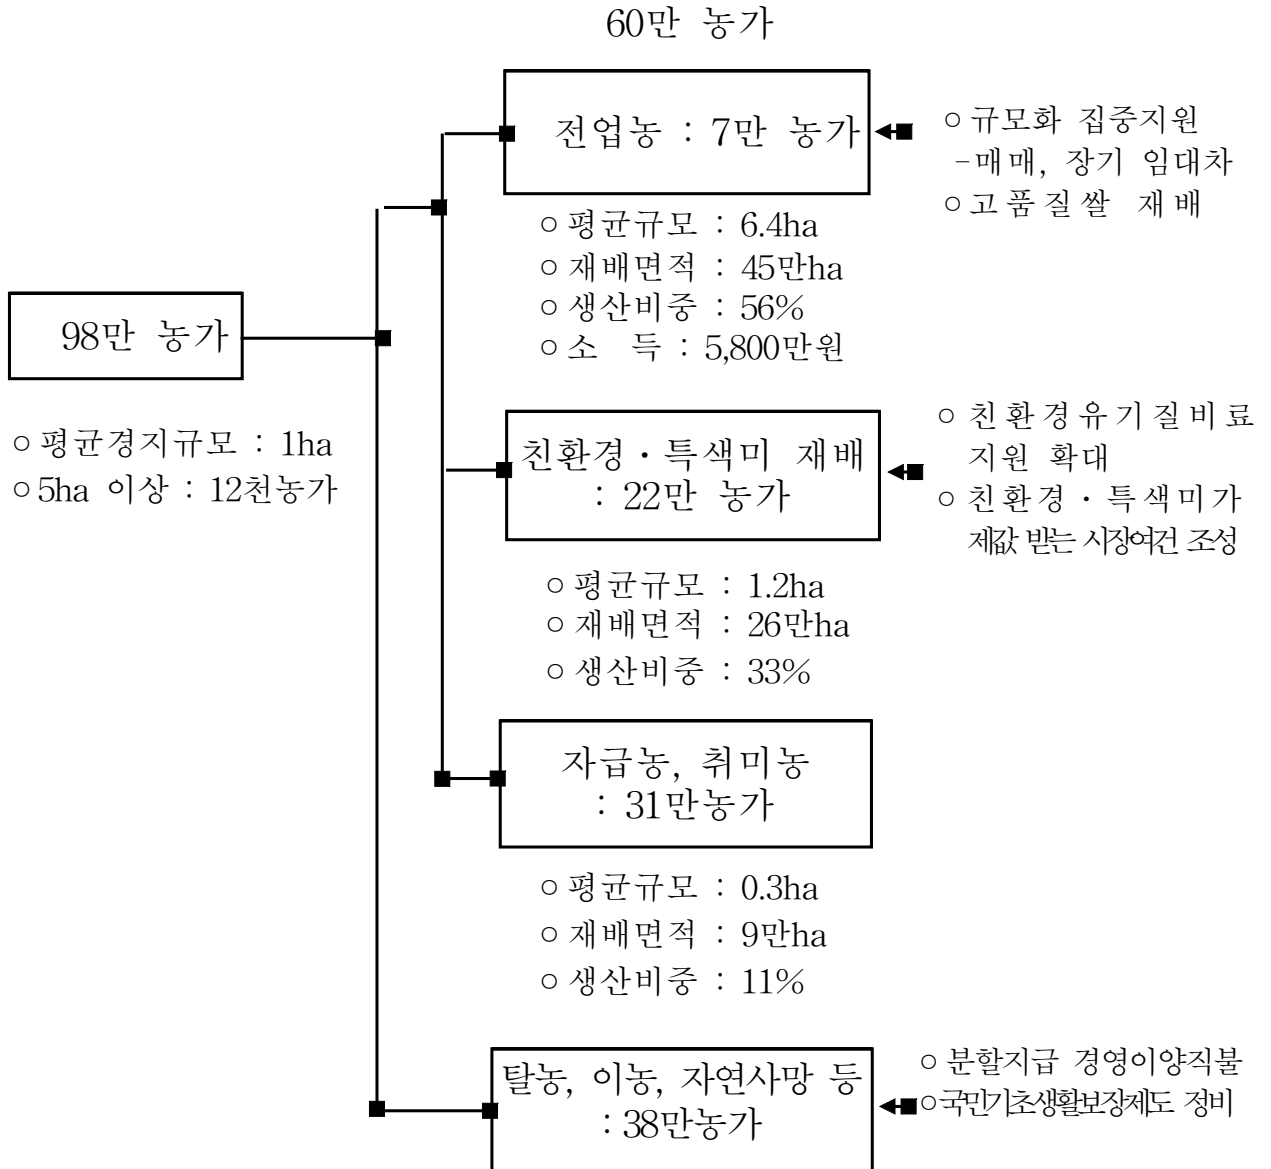 60만 농가
전업농 : 7만 농가
○ 규모화 집중지원
-매매, 장기 임대차
○ 고품질쌀 재배
○ 평균규모 : 6.4ha
○ 재배면적 : 45만ha
○ 생산비중 : 56%
○ 소 득 : 5,800만원
98만 농가
○ 평균경지규모 : 1ha
○ 5ha 이상 : 12천농가
친환경・특색미 재배
: 22만 농가
○ 친환경유기질비료
지원 확대
○ 친환경・특색미가
제값 받는 시장여건 조성
○ 평균규모 : 1.2ha
○ 재배면적 : 26만ha
○ 생산비중 : 33%
자급농, 취미농
: 31만농가
○ 평균규모 : 0.3ha
○ 재배면적 : 9만ha
○ 생산비중 : 11%
탈농, 이농, 자연사망 등
: 38만농가
○ 분할지급 경영이양직불
○국민기초생활보장제도 정비